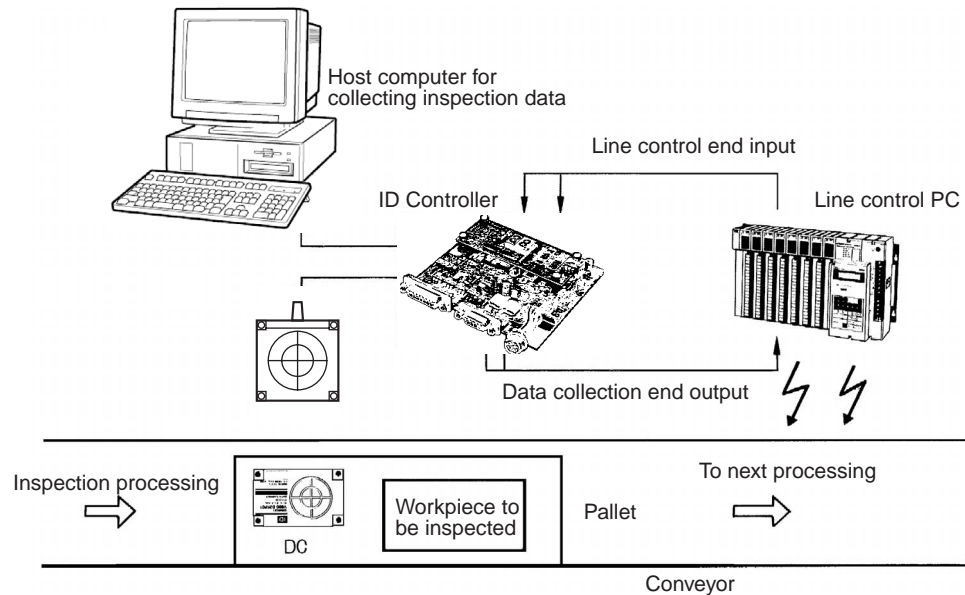 Host computer for
collecting inspection data
Line control end input
ID Controller
Line control PC
Data collection end output
Inspection processing
To next processing
Workpiece to
be inspected
Pallet
DC
Conveyor